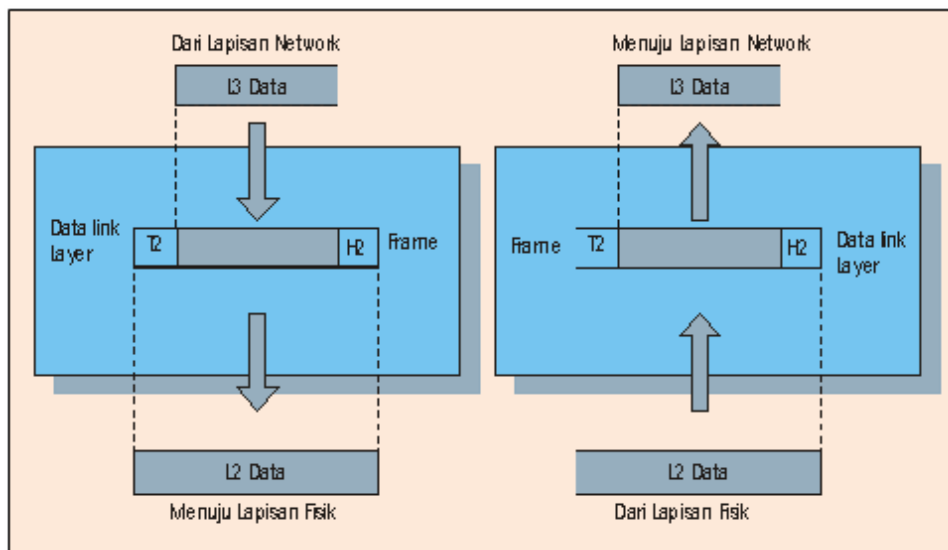 Dari Lapisan Network
L3 Data
Data link
layer
T2
H2
Frame
L2 Data
Menuju Lapisan Fisik
Menuju Lapisan Network
L3 Data
Frame
T2
H2
Data link
layer
L2 Data
Dari Lapisan Fisik